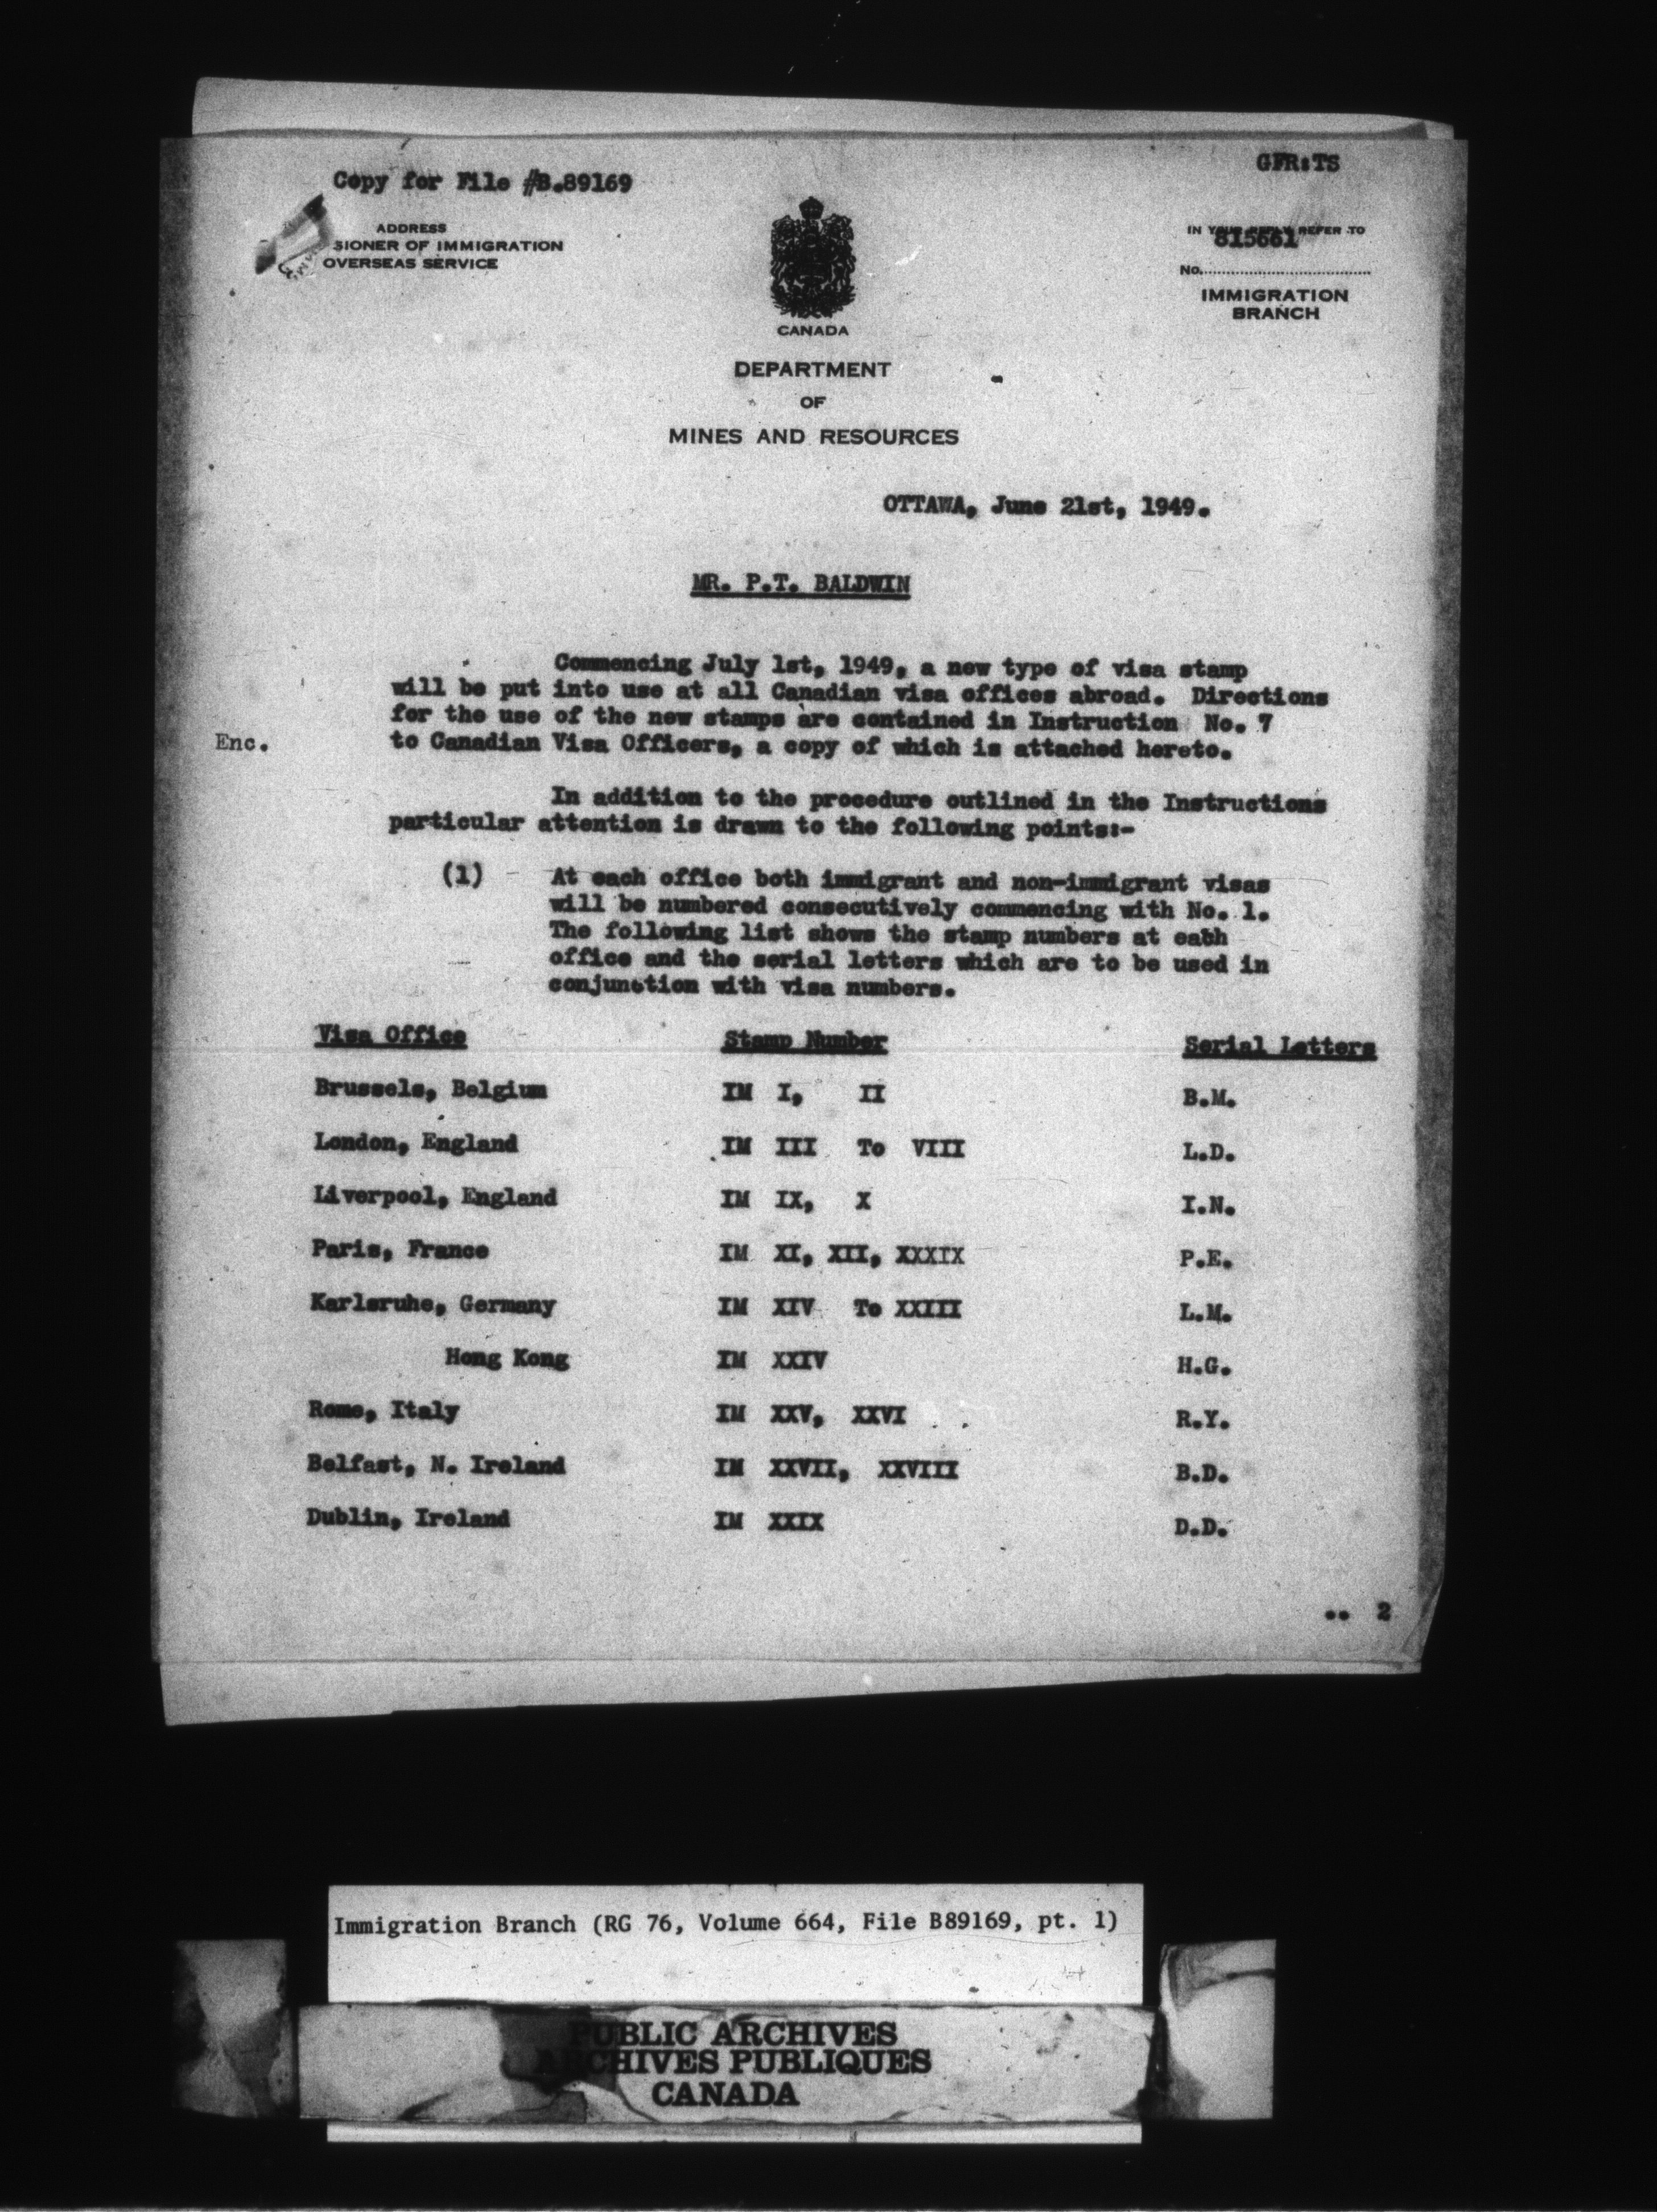 GFR:TS
Copy for File #B.89169
ADDRESS
SIONER OF IMMIGRATION
OVERSEAS SERVICE
IN YOUR REPLY REFER TO
815661
No.
IMMIGRATION
BRANCH
CANADA
DEPARTMENT
OF
MINES AND RESOURCES
OTTAWA, June 21st, 1949.
MR. P.T. BALDWIN
Commencing July 1st, 1949, a new type of visa stamp
will be put into use at all Canadian visa offices abroad. Directions
for the use of the new stamps are contained in Instruction No. 7
Enc. to Canadian Visa Officers, a copy of which is attached hereto.
In addition to the procedure outlined in the Instructions
particular attention is drawn to the following points:-
(1) At each office both immigrant and non-immigrant visas
will be numbered consecutively commencing with No. 1.
The following list shows the stamp numbers at each
office and the serial letters which are to be used in
conjunction with visa numbers.
Visa Office Stamp Number Serial Letters
Brussels, Belgium IM I, II B.M.
London, England IM III To VIII L.D.
Liverpool, England IM IX, X I.N.
Paris, France IM XI, XII, XXXIX P.E.
Karlsruhe, Germany IM XIV To XXIII L.M.
Hong Kong IM XXIV H.G.
Rome, Italy IM XXV, XXVI R.Y.
Belfast, N. Ireland IM XXVII, XXVIII B.D.
Dublin, Ireland IM XXIX D.D.
.. 2
Immigration Branch (RG 76, Volume 664, File B89169, pt. 1)
PUBLIC ARCHIVES
ARCHIVES PUBLIQUES
CANADA